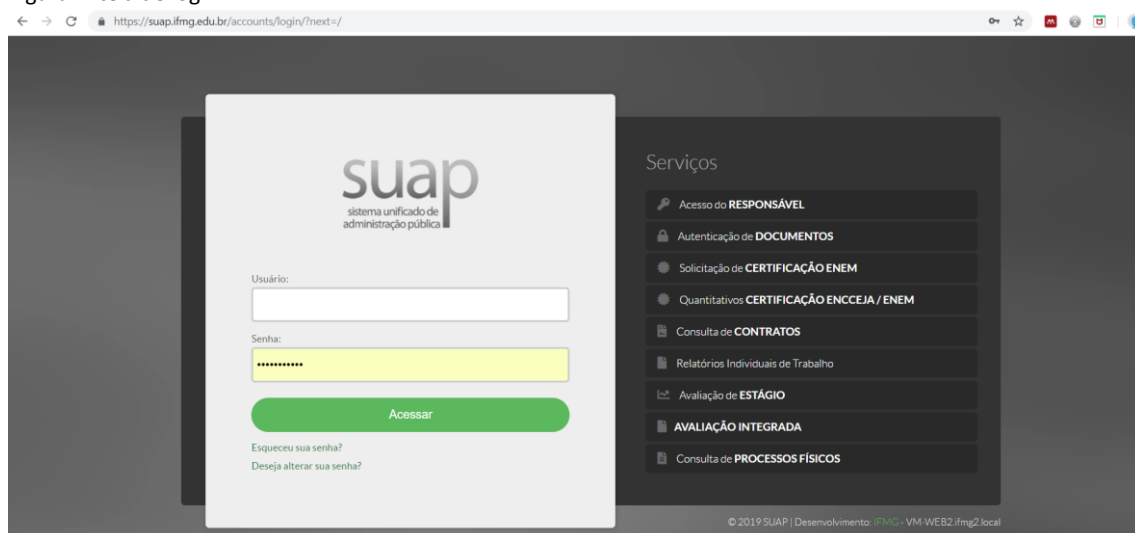 https://suap.ifmg.edu.br/accounts/login/?next=/
suap
sistema unificado de
administração pública
Usuário:
Senha:
•••••••••••
Acessar
Esqueceu sua senha?
Deseja alterar sua senha?
Serviços
Acesso do RESPONSÁVEL
Autenticação de DOCUMENTOS
Solicitação de CERTIFICAÇÃO ENEM
Quantitativos CERTIFICAÇÃO ENCCEJA / ENEM
Consulta de CONTRATOS
Relatórios Individuais de Trabalho
Avaliação de ESTÁGIO
AVALIAÇÃO INTEGRADA
Consulta de PROCESSOS FÍSICOS
© 2019 SUAP | Desenvolvimento: IFMG - VM-WEB2.ifmg2.local